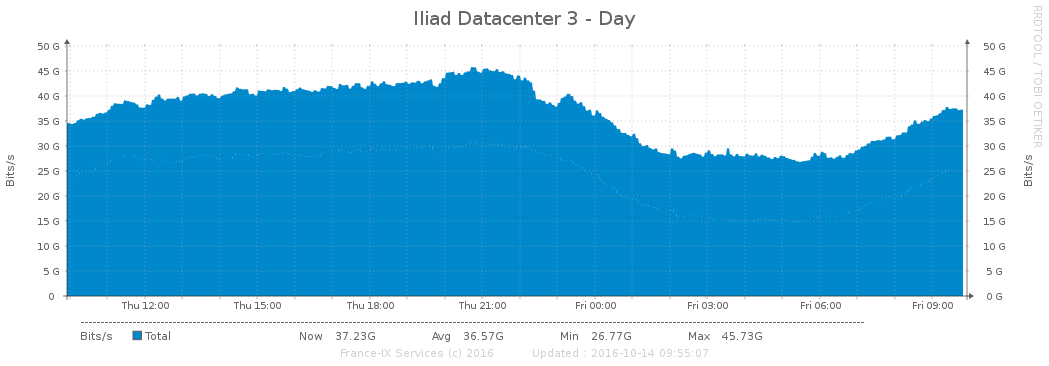 Iliad Datacenter 3 - Day
RRDTOOL / TOBI OETIKER
50 G 50 G
45 G 45 G
40 G 40 G
35 G 35 G
30 G 30 G
25 G 25 G
20 G 20 G
15 G 15 G
10 G 10 G
5 G 5 G
0 0 G
Bits/s
Bits/s
Thu 12:00 Thu 15:00 Thu 18:00 Thu 21:00 Fri 00:00 Fri 03:00 Fri 06:00 Fri 09:00
Bits/s Total Now 37.23G Avg 36.57G Min 26.77G Max 45.73G
France-IX Services (c) 2016 Updated : 2016-10-14 09:55:07